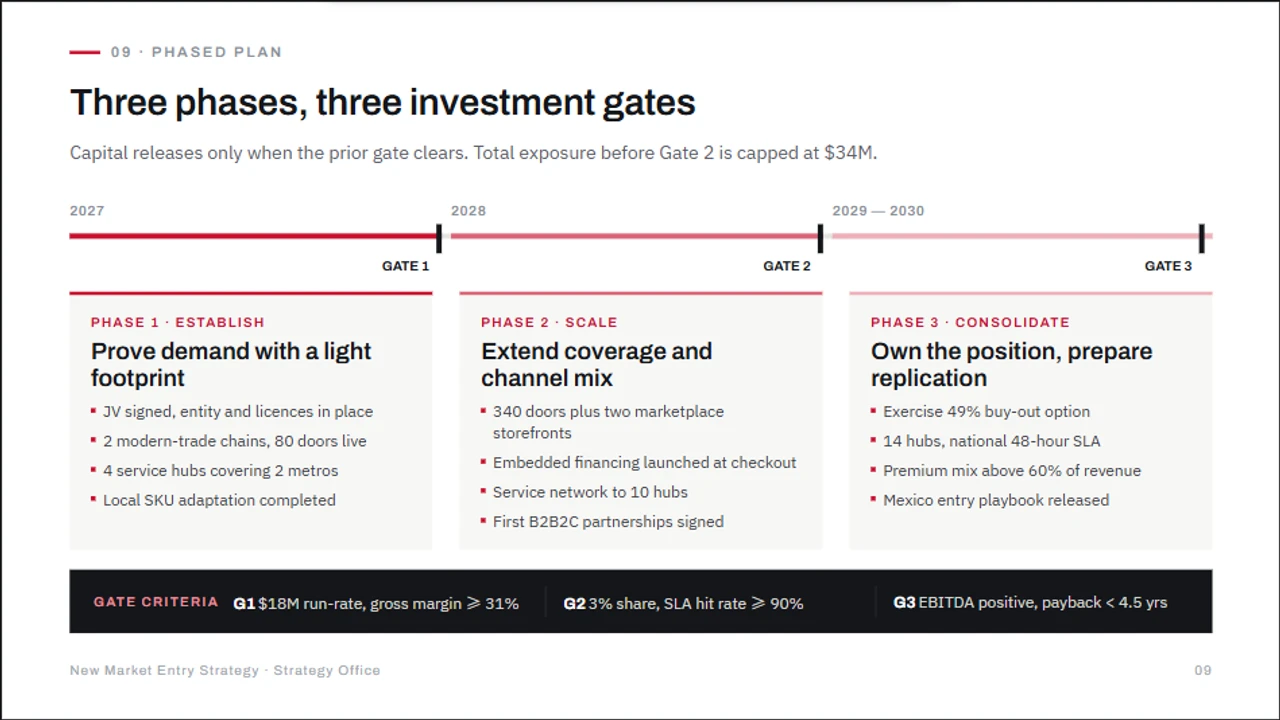 09 · PHASED PLAN
Three phases, three investment gates
Capital releases only when the prior gate clears. Total exposure before Gate 2 is capped at $34M.
2027
2028
2029 — 2030
GATE 1
GATE 2
GATE 3
PHASE 1 · ESTABLISH
Prove demand with a light
footprint
JV signed, entity and licences in place
2 modern-trade chains, 80 doors live
4 service hubs covering 2 metros
Local SKU adaptation completed
PHASE 2 · SCALE
Extend coverage and
channel mix
340 doors plus two marketplace
storefronts
Embedded financing launched at checkout
Service network to 10 hubs
First B2B2C partnerships signed
PHASE 3 · CONSOLIDATE
Own the position, prepare
replication
Exercise 49% buy-out option
14 hubs, national 48-hour SLA
Premium mix above 60% of revenue
Mexico entry playbook released
GATE CRITERIA
G1 $18M run-rate, gross margin ⩾ 31%
G2 3% share, SLA hit rate ⩾ 90%
G3 EBITDA positive, payback < 4.5 yrs
New Market Entry Strategy · Strategy Office
09